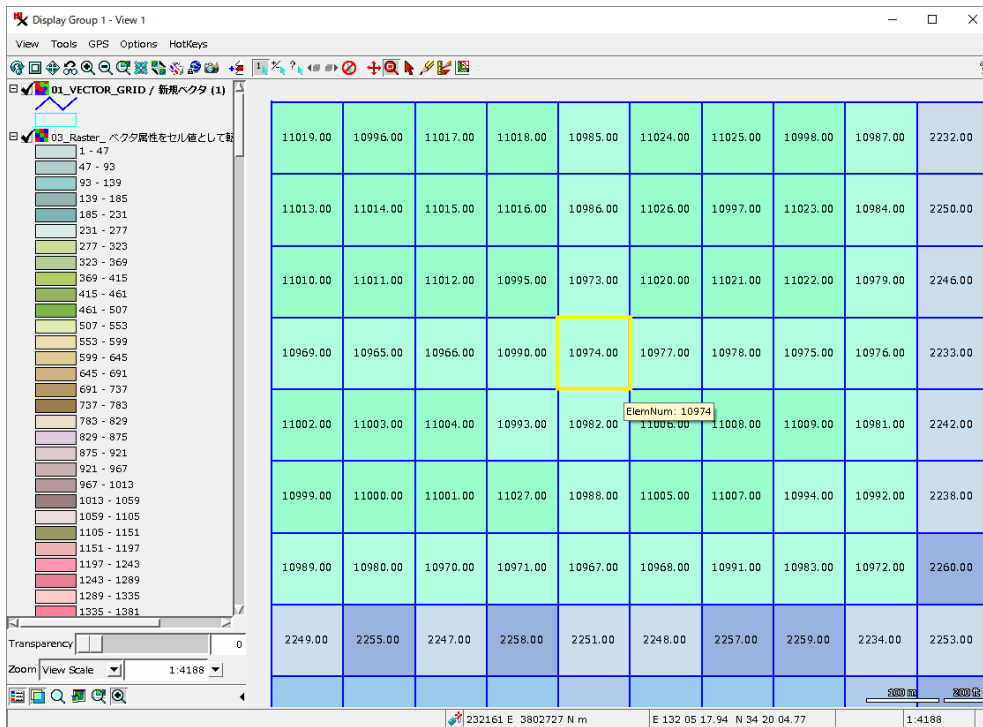 Display Group 1 - View 1
View Tools GPS Options HotKeys
01_VECTOR_GRID / 新規ベクタ (1)
03_Raster_ ベクタ属性をセル値として転
1 - 47
47 - 93
93 - 139
139 - 185
185 - 231
231 - 277
277 - 323
323 - 369
369 - 415
415 - 461
461 - 507
507 - 553
553 - 599
599 - 645
645 - 691
691 - 737
737 - 783
783 - 829
829 - 875
875 - 921
921 - 967
967 - 1013
1013 - 1059
1059 - 1105
1105 - 1151
1151 - 1197
1197 - 1243
1243 - 1289
1289 - 1335
1335 - 1381
Transparency 0
Zoom View Scale 1:4188
11019.00 10996.00 11017.00 11018.00 10985.00 11024.00 11025.00 10998.00 10987.00 2232.00
11013.00 11014.00 11015.00 11016.00 10986.00 11026.00 10997.00 11023.00 10984.00 2250.00
11010.00 11011.00 11012.00 10995.00 10973.00 11020.00 11021.00 11022.00 10979.00 2246.00
10969.00 10965.00 10966.00 10990.00 10974.00 10977.00 10978.00 10975.00 10976.00 2233.00
ElemNum: 10974
11002.00 11003.00 11004.00 10993.00 10982.00 11006.00 11008.00 11009.00 10981.00 2242.00
10999.00 11000.00 11001.00 11027.00 10988.00 11005.00 11007.00 10994.00 10992.00 2238.00
10989.00 10980.00 10970.00 10971.00 10967.00 10968.00 10991.00 10983.00 10972.00 2260.00
2249.00 2255.00 2247.00 2258.00 2251.00 2248.00 2257.00 2259.00 2234.00 2253.00
100 m 200 ft
232161 E 3802727 N m E 132 05 17.94 N 34 20 04.77 1:4188